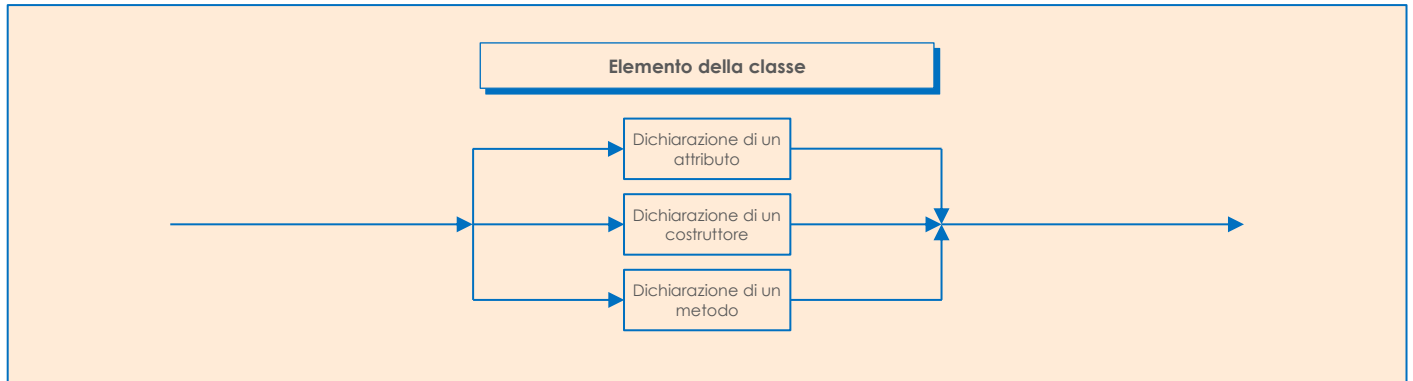 Elemento della classe
Dichiarazione di un
attributo
Dichiarazione di un
costruttore
Dichiarazione di un
metodo